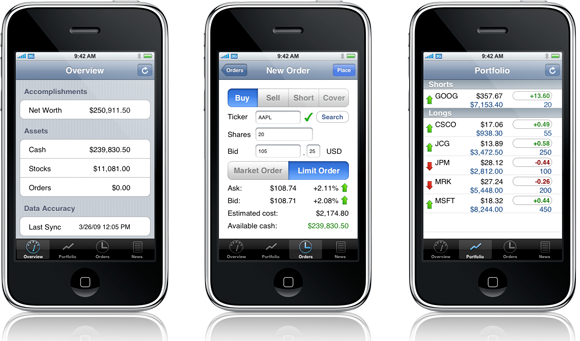 9:42 AM
Overview
Accomplishments
Net Worth $250,911.50
Assets
Cash $239,830.50
Stocks $11,081.00
Orders $0.00
Data Accuracy
Last Sync 3/26/09 12:05 PM
Overview Portfolio Orders News
9:42 AM
Orders New Order Place
Buy Sell Short Cover
Ticker AAPL Search
Shares 20
Bid 105 . 25 USD
Market Order Limit Order
Ask: $108.74 +2.11%
Bid: $108.71 +2.08%
Estimated cost: $2,174.80
Available cash: $239,830.50
Overview Portfolio Orders News
9:42 AM
Portfolio
Shorts
GOOG $357.67 +13.60
$7,153.40 20
Longs
CSCO $17.06 +0.49
$938.30 55
JCG $13.89 +0.58
$3,472.50 250
JPM $28.12 -0.44
$2,812.00 100
MRK $27.24 -0.26
$5,448.00 200
MSFT $18.32 +0.44
$8,244.00 450
Overview Portfolio Orders News